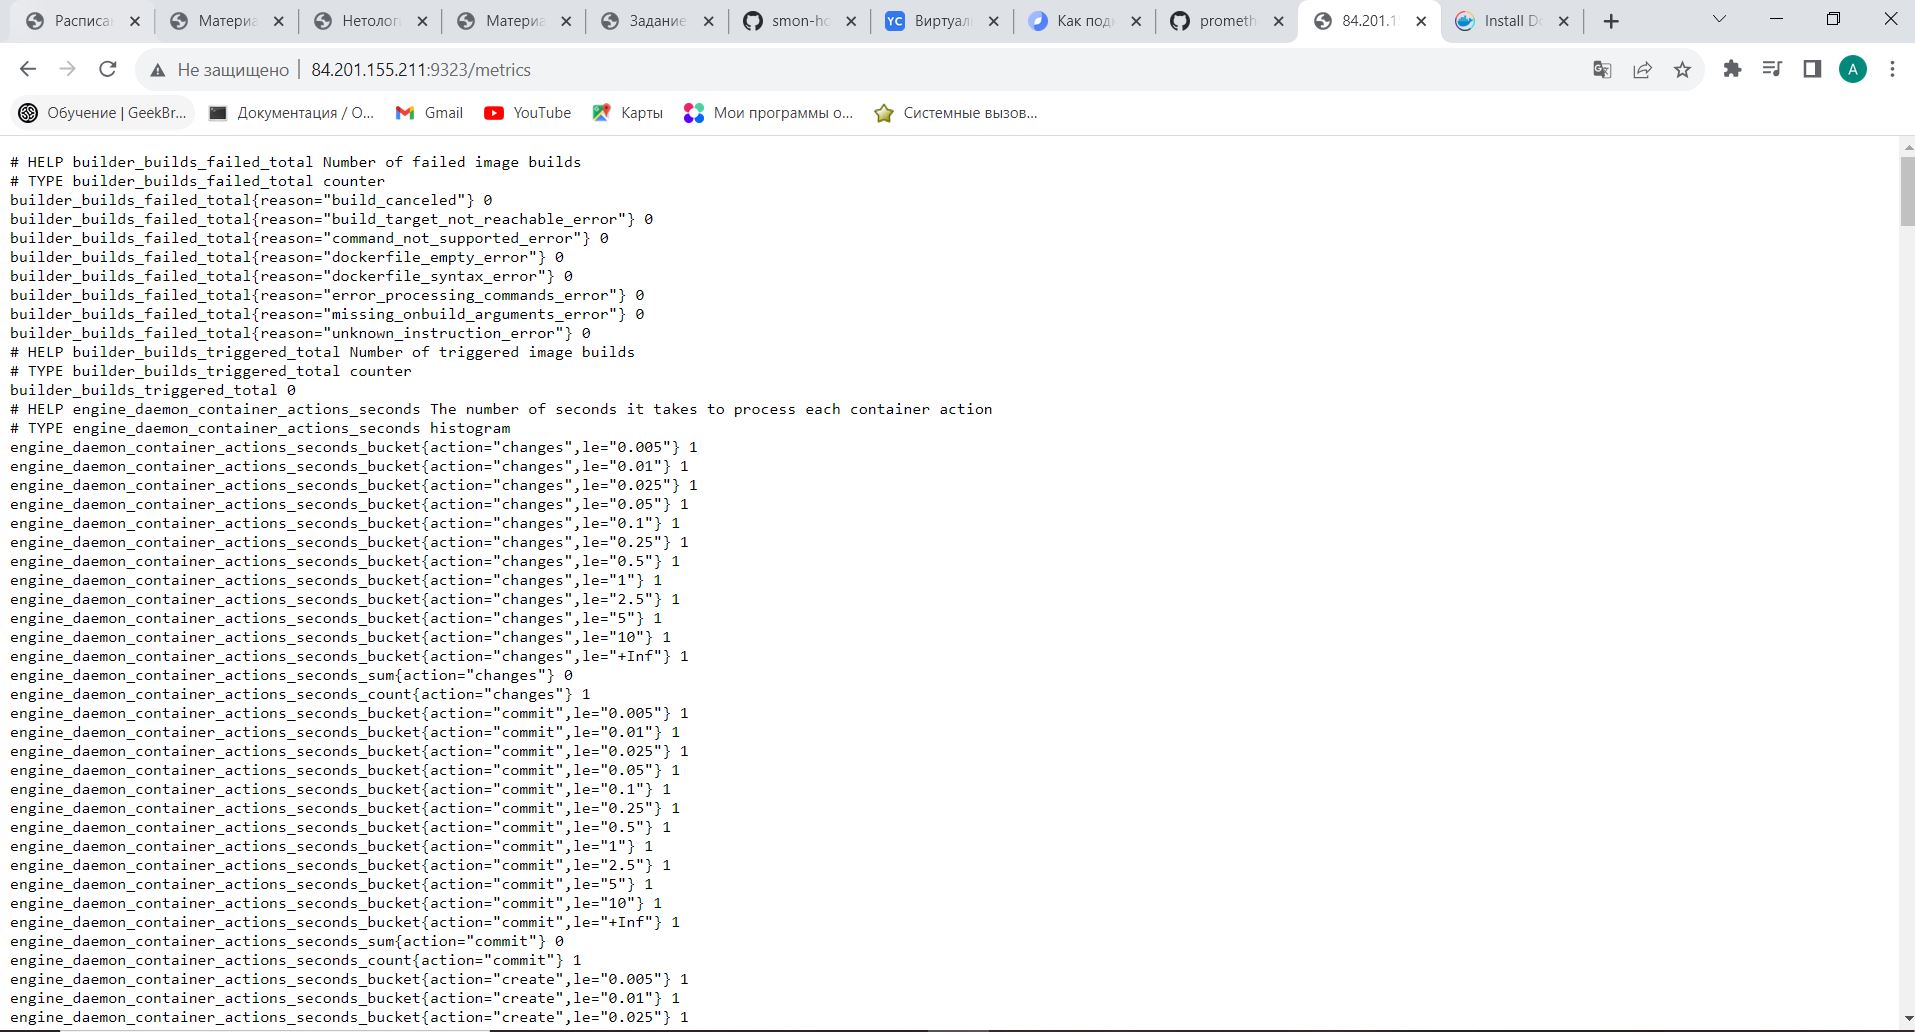 Расписан
Материа
Нетолог
Материа
Задание
smon-ho
YC Виртуал
Как подк
prometh
84.201.1
Install Do
Не защищено | 84.201.155.211:9323/metrics
A
Обучение | GeekBr...
Документация / О...
Gmail
YouTube
Карты
Мои программы о...
Системные вызов...
# HELP builder_builds_failed_total Number of failed image builds
# TYPE builder_builds_failed_total counter
builder_builds_failed_total{reason="build_canceled"} 0
builder_builds_failed_total{reason="build_target_not_reachable_error"} 0
builder_builds_failed_total{reason="command_not_supported_error"} 0
builder_builds_failed_total{reason="dockerfile_empty_error"} 0
builder_builds_failed_total{reason="dockerfile_syntax_error"} 0
builder_builds_failed_total{reason="error_processing_commands_error"} 0
builder_builds_failed_total{reason="missing_onbuild_arguments_error"} 0
builder_builds_failed_total{reason="unknown_instruction_error"} 0
# HELP builder_builds_triggered_total Number of triggered image builds
# TYPE builder_builds_triggered_total counter
builder_builds_triggered_total 0
# HELP engine_daemon_container_actions_seconds The number of seconds it takes to process each container action
# TYPE engine_daemon_container_actions_seconds histogram
engine_daemon_container_actions_seconds_bucket{action="changes",le="0.005"} 1
engine_daemon_container_actions_seconds_bucket{action="changes",le="0.01"} 1
engine_daemon_container_actions_seconds_bucket{action="changes",le="0.025"} 1
engine_daemon_container_actions_seconds_bucket{action="changes",le="0.05"} 1
engine_daemon_container_actions_seconds_bucket{action="changes",le="0.1"} 1
engine_daemon_container_actions_seconds_bucket{action="changes",le="0.25"} 1
engine_daemon_container_actions_seconds_bucket{action="changes",le="0.5"} 1
engine_daemon_container_actions_seconds_bucket{action="changes",le="1"} 1
engine_daemon_container_actions_seconds_bucket{action="changes",le="2.5"} 1
engine_daemon_container_actions_seconds_bucket{action="changes",le="5"} 1
engine_daemon_container_actions_seconds_bucket{action="changes",le="10"} 1
engine_daemon_container_actions_seconds_bucket{action="changes",le="+Inf"} 1
engine_daemon_container_actions_seconds_sum{action="changes"} 0
engine_daemon_container_actions_seconds_count{action="changes"} 1
engine_daemon_container_actions_seconds_bucket{action="commit",le="0.005"} 1
engine_daemon_container_actions_seconds_bucket{action="commit",le="0.01"} 1
engine_daemon_container_actions_seconds_bucket{action="commit",le="0.025"} 1
engine_daemon_container_actions_seconds_bucket{action="commit",le="0.05"} 1
engine_daemon_container_actions_seconds_bucket{action="commit",le="0.1"} 1
engine_daemon_container_actions_seconds_bucket{action="commit",le="0.25"} 1
engine_daemon_container_actions_seconds_bucket{action="commit",le="0.5"} 1
engine_daemon_container_actions_seconds_bucket{action="commit",le="1"} 1
engine_daemon_container_actions_seconds_bucket{action="commit",le="2.5"} 1
engine_daemon_container_actions_seconds_bucket{action="commit",le="5"} 1
engine_daemon_container_actions_seconds_bucket{action="commit",le="10"} 1
engine_daemon_container_actions_seconds_bucket{action="commit",le="+Inf"} 1
engine_daemon_container_actions_seconds_sum{action="commit"} 0
engine_daemon_container_actions_seconds_count{action="commit"} 1
engine_daemon_container_actions_seconds_bucket{action="create",le="0.005"} 1
engine_daemon_container_actions_seconds_bucket{action="create",le="0.01"} 1
engine_daemon_container_actions_seconds_bucket{action="create",le="0.025"} 1